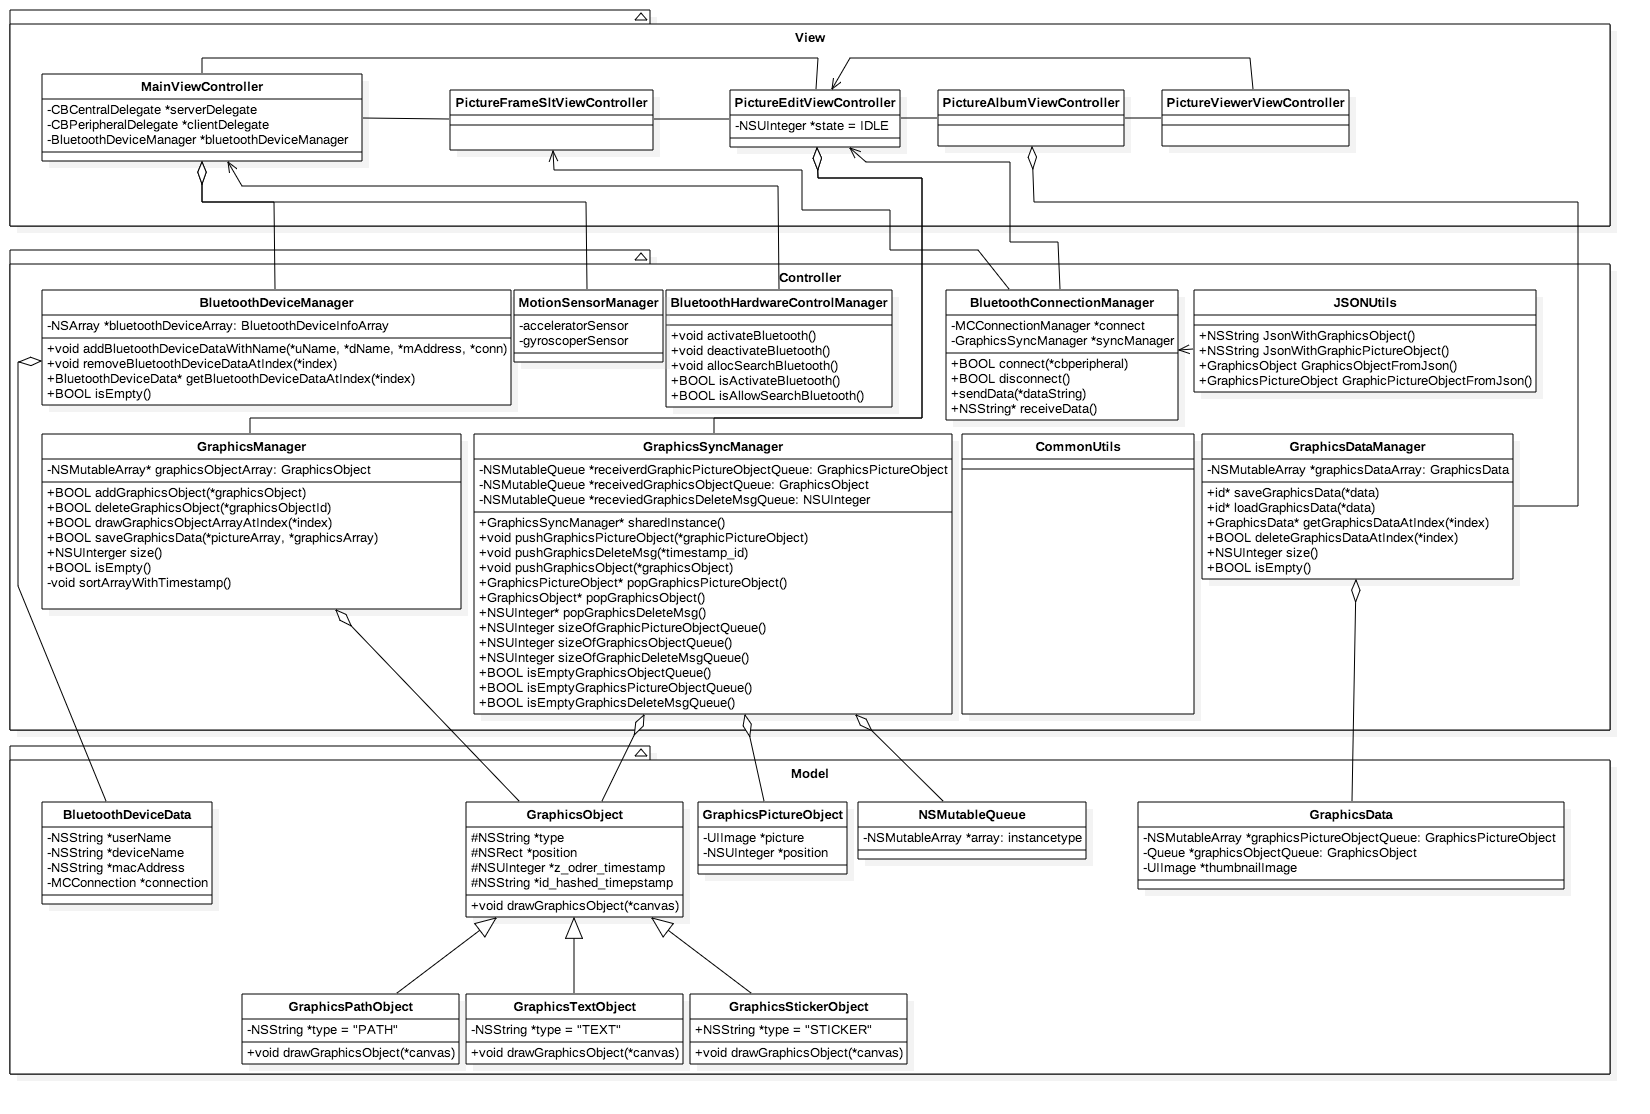 View
MainViewController
-CBCentralDelegate *serverDelegate
-CBPeripheralDelegate *clientDelegate
-BluetoothDeviceManager *bluetoothDeviceManager
PictureFrameSltViewController
PictureEditViewController
-NSUInteger *state = IDLE
PictureAlbumViewController
PictureViewerViewController
Controller
BluetoothDeviceManager
-NSArray *bluetoothDeviceArray: BluetoothDeviceInfoArray
+void addBluetoothDeviceDataWithName(*uName, *dName, *mAddress, *conn)
+void removeBluetoothDeviceDataAtIndex(*index)
+BluetoothDeviceData* getBluetoothDeviceDataAtIndex(*index)
+BOOL isEmpty()
MotionSensorManager
-acceleratorSensor
-gyroscoperSensor
BluetoothHardwareControlManager
+void activateBluetooth()
+void deactivateBluetooth()
+void allocSearchBluetooth()
+BOOL isActivateBluetooth()
+BOOL isAllowSearchBluetooth()
BluetoothConnectionManager
-MCConnectionManager *connect
-GraphicsSyncManager *syncManager
+BOOL connect(*cbperipheral)
+BOOL disconnect()
+sendData(*dataString)
+NSString* receiveData()
JSONUtils
+NSString JsonWithGraphicsObject()
+NSString JsonWithGraphicPictureObject()
+GraphicsObject GraphicsObjectFromJson()
+GraphicsPictureObject GraphicPictureObjectFromJson()
GraphicsManager
-NSMutableArray* graphicsObjectArray: GraphicsObject
+BOOL addGraphicsObject(*graphicsObject)
+BOOL deleteGraphicsObject(*graphicsObjectId)
+BOOL drawGraphicsObjectArrayAtIndex(*index)
+BOOL saveGraphicsData(*pictureArray, *graphicsArray)
+NSUInterger size()
+BOOL isEmpty()
-void sortArrayWithTimestamp()
GraphicsSyncManager
-NSMutableQueue *receiverdGraphicPictureObjectQueue: GraphicsPictureObject
-NSMutableQueue *receivedGraphicsObjectQueue: GraphicsObject
-NSMutableQueue *receviedGraphicsDeleteMsgQueue: NSUInteger
+GraphicsSyncManager* sharedInstance()
+void pushGraphicsPictureObject(*graphicPictureObject)
+void pushGraphicsDeleteMsg(*timestamp_id)
+void pushGraphicsObject(*graphicsObject)
+GraphicsPictureObject* popGraphicsPictureObject()
+GraphicsObject* popGraphicsObject()
+NSUInteger* popGraphicsDeleteMsg()
+NSUInteger sizeOfGraphicPictureObjectQueue()
+NSUInteger sizeOfGraphicsObjectQueue()
+NSUInteger sizeOfGraphicDeleteMsgQueue()
+BOOL isEmptyGraphicsObjectQueue()
+BOOL isEmptyGraphicsPictureObjectQueue()
+BOOL isEmptyGraphicsDeleteMsgQueue()
CommonUtils
GraphicsDataManager
-NSMutableArray *graphicsDataArray: GraphicsData
+id* saveGraphicsData(*data)
+id* loadGraphicsData(*data)
+GraphicsData* getGraphicsDataAtIndex(*index)
+BOOL deleteGraphicsDataAtIndex(*index)
+NSUInteger size()
+BOOL isEmpty()
Model
BluetoothDeviceData
-NSString *userName
-NSString *deviceName
-NSString *macAddress
-MCConnection *connection
GraphicsObject
#NSString *type
#NSRect *position
#NSUInteger *z_odrer_timestamp
#NSString *id_hashed_timepstamp
+void drawGraphicsObject(*canvas)
GraphicsPictureObject
-UIImage *picture
-NSUInteger *position
NSMutableQueue
-NSMutableArray *array: instancetype
GraphicsData
-NSMutableArray *graphicsPictureObjectQueue: GraphicsPictureObject
-Queue *graphicsObjectQueue: GraphicsObject
-UIImage *thumbnailImage
GraphicsPathObject
-NSString *type = "PATH"
+void drawGraphicsObject(*canvas)
GraphicsTextObject
-NSString *type = "TEXT"
+void drawGraphicsObject(*canvas)
GraphicsStickerObject
+NSString *type = "STICKER"
+void drawGraphicsObject(*canvas)